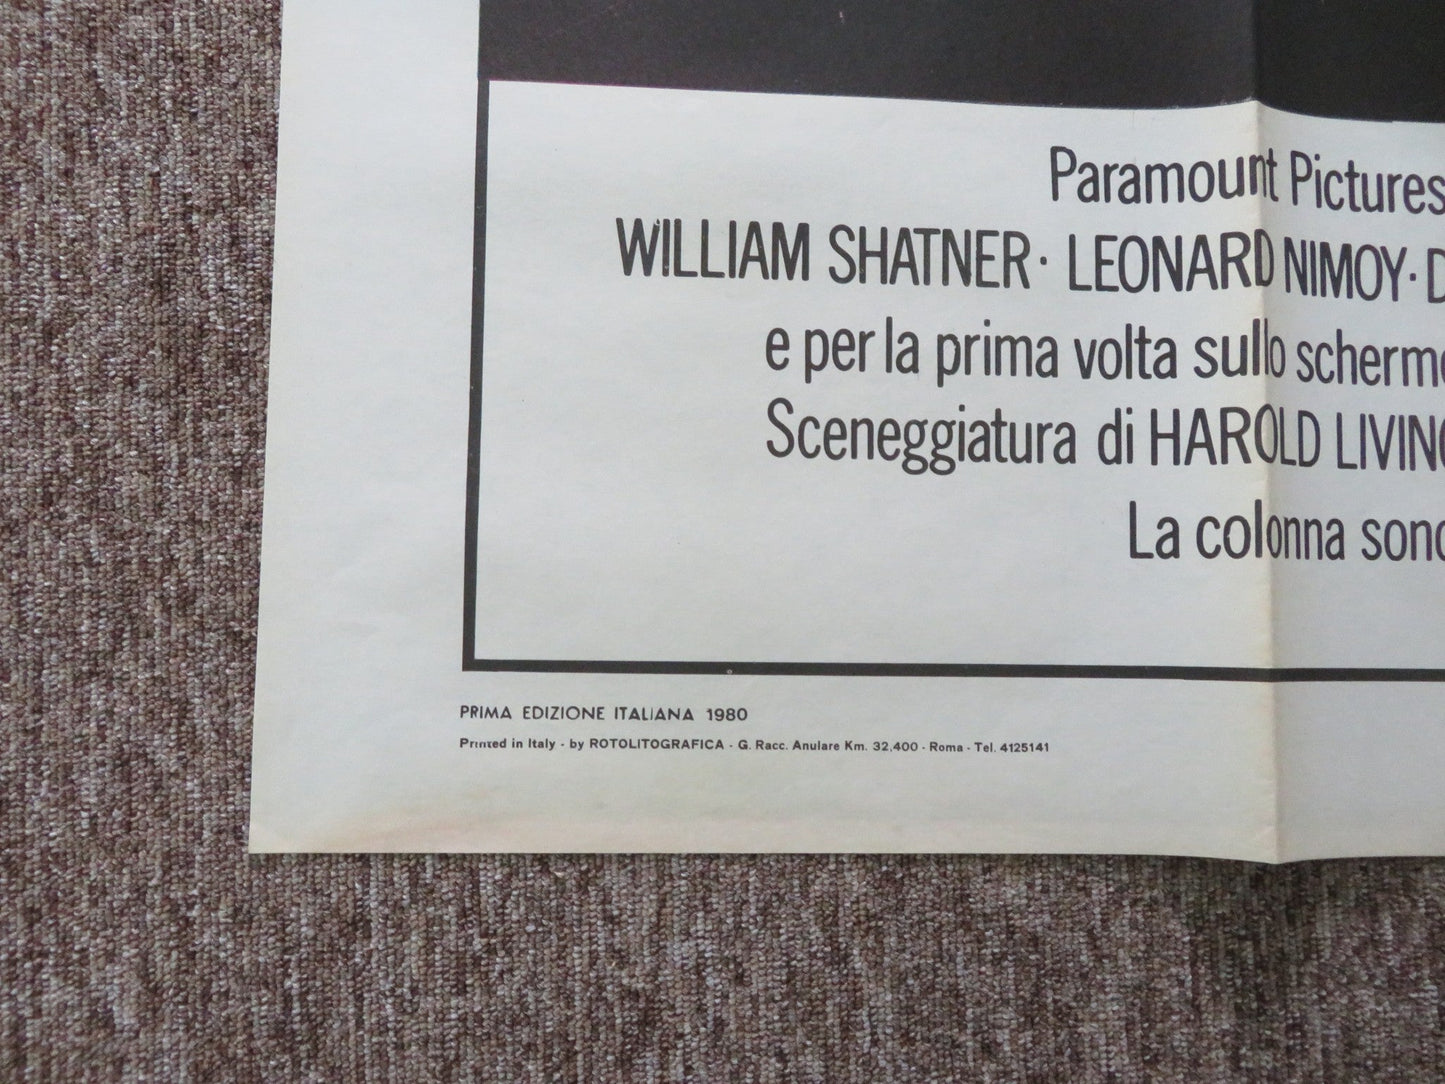 Paramount Pictures
WILLIAM SHATNER · LEONARD NIMOY · D
e per la prima volta sullo scherm
Sceneggiatura di HAROLD LIVIN
La colonna sono
PRIMA EDIZIONE ITALIANA 1980
Printed in Italy - by ROTOLITOGRAFICA - G. Racc. Anulare Km. 32,400 - Roma - Tel. 4125141